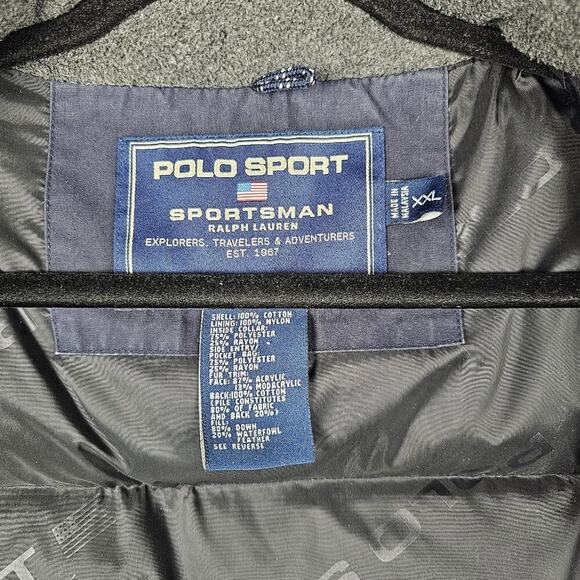 POLO SPORT
SPORTSMAN
RALPH LAUREN
EXPLORERS, TRAVELERS & ADVENTURERS
EST. 1967
MADE IN
MALAYSIA
XXL
SHELL: 100% COTTON
LINING: 100% NYLON
INSIDE COLLAR:
75% POLYESTER
25% RAYON
SIDE ENTRY/
POCKET BAG:
75% POLYESTER
25% RAYON
FUR TRIM:
FACE: 87% ACRYLIC
13% MODACRYLIC
BACK: 100% COTTON
(PILE CONSTITUTES
80% OF FABRIC
AND BACK 20%)
FILL:
80% DOWN
20% WATERFOWL
FEATHER
SEE REVERSE